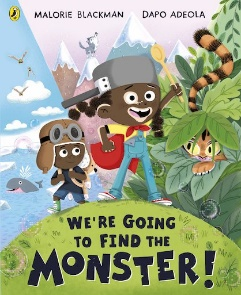 MALORIE BLACKMAN DAPO ADEOLA
WE'RE GOING
TO FIND THE
MONSTER!